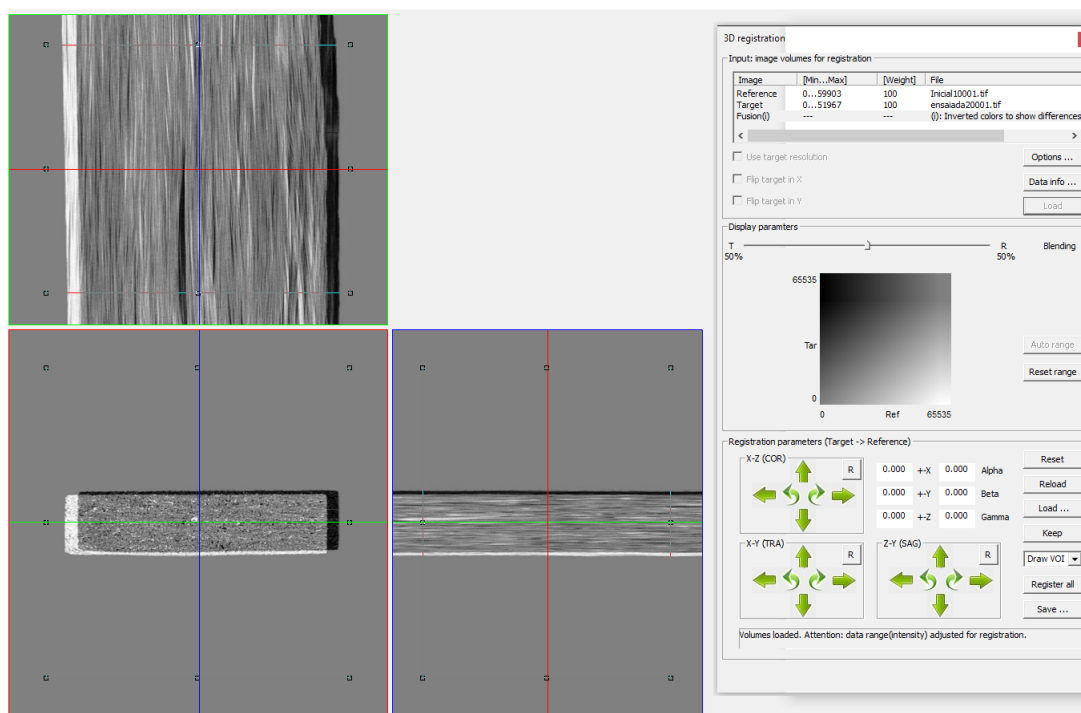 3D registration
Input: image volumes for registration
Image [Min...Max] [Weight] File
Reference 0...59903 100 Inicial10001.tif
Target 0...51967 100 ensaiada20001.tif
Fusion(i) --- --- (i): Inverted colors to show differences
Use target resolution
Options ...
Flip target in X
Data info ...
Flip target in Y
Load
Display paramters
T R Blending
50% 50%
65535
Tar
Auto range
Reset range
0
0 Ref 65535
Registration parameters (Target -> Reference)
X-Z (COR)
R
0.000 +-X 0.000 Alpha
Reset
0.000 +-Y 0.000 Beta
Reload
0.000 +-Z 0.000 Gamma
Load ...
Keep
X-Y (TRA)
R
Z-Y (SAG)
R
Draw VOI
Register all
Save ...
Volumes loaded. Attention: data range(intensity) adjusted for registration.